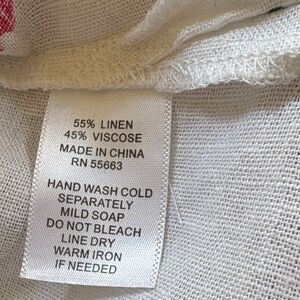 55% LINEN
45% VISCOSE
MADE IN CHINA
RN 55663
HAND WASH COLD
SEPARATELY
MILD SOAP
DO NOT BLEACH
LINE DRY
WARM IRON
IF NEEDED